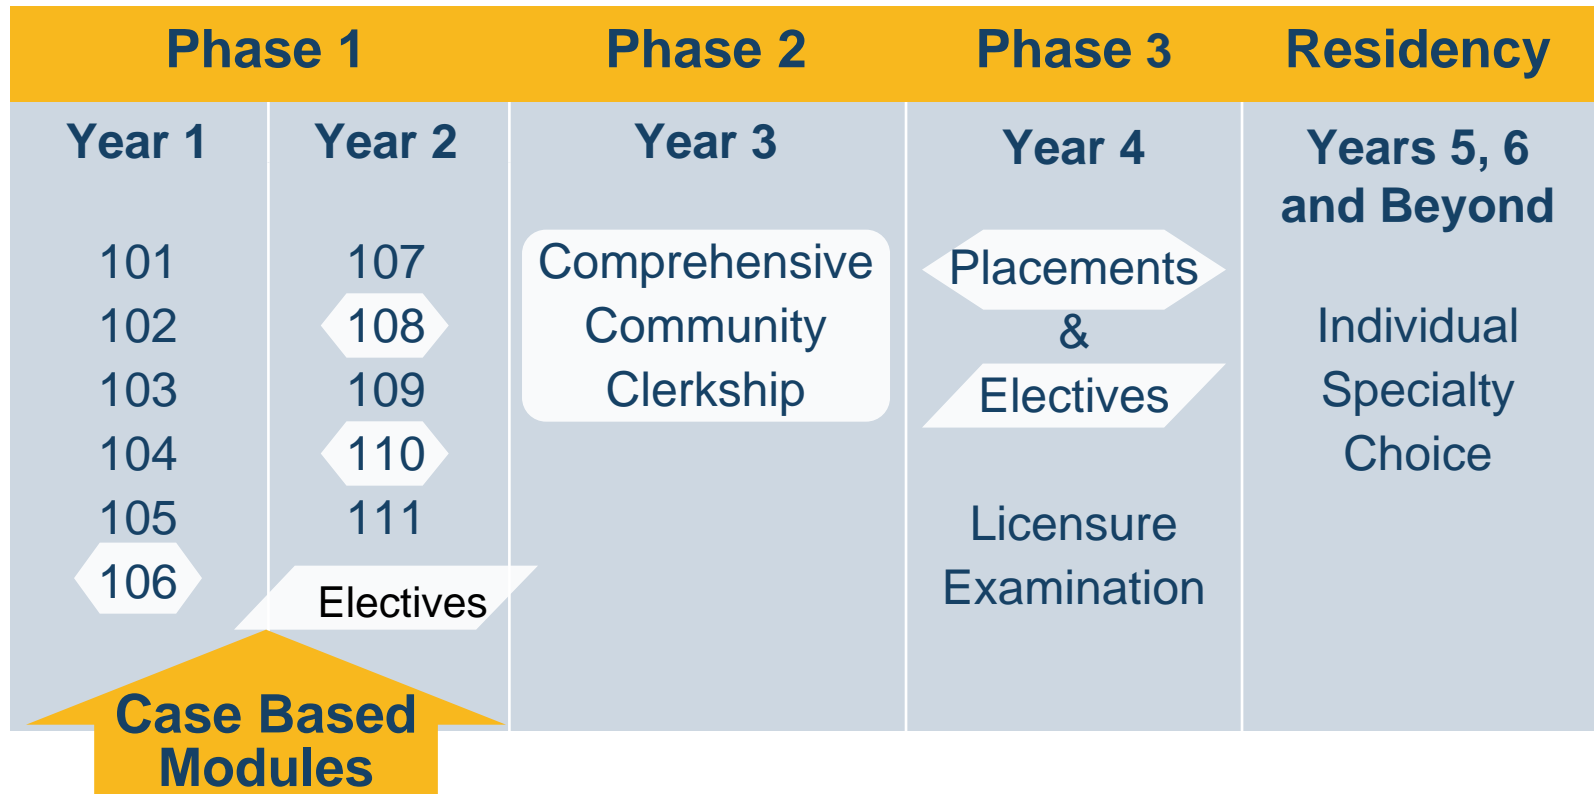 Phase 1
Phase 2
Phase 3
Residency
Year 1
Year 2
Year 3
Year 4
Years 5, 6
and Beyond
101
102
103
104
105
106
107
108
109
110
111
Electives
Comprehensive
Community
Clerkship
Placements
&
Electives
Licensure
Examination
Individual
Specialty
Choice
Case Based
Modules